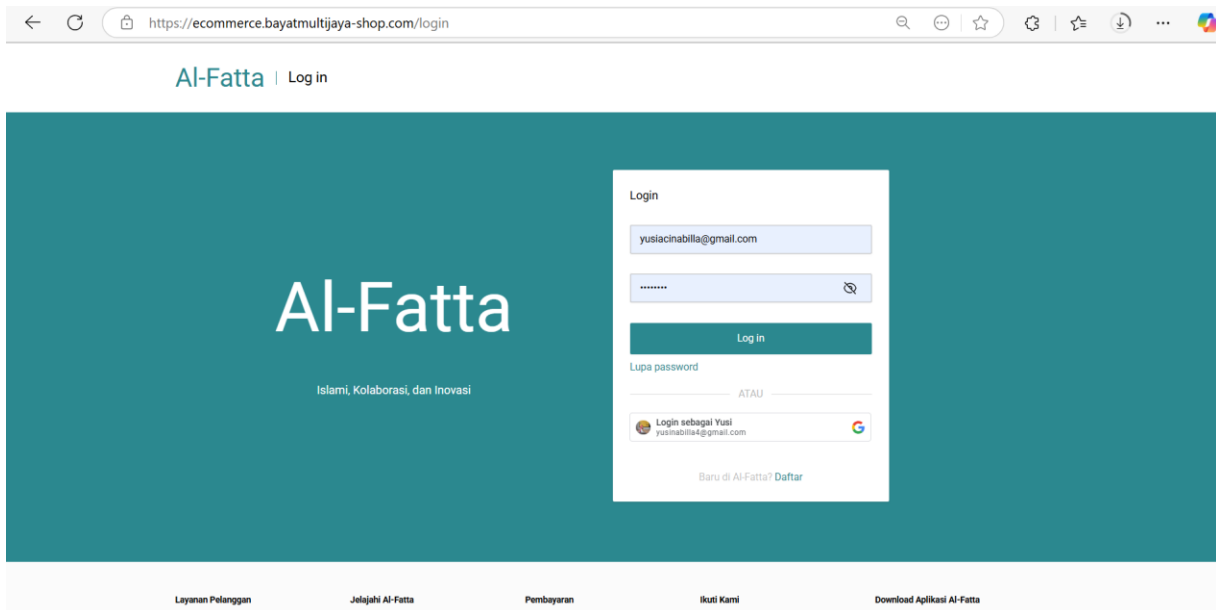 https://ecommerce.bayatmultijaya-shop.com/login
Al-Fatta | Log in
Login
yusiacinabilla@gmail.com
········
Al-Fatta
Log in
Lupa password
Islami, Kolaborasi, dan Inovasi
ATAU
Login sebagai Yusi
yusinabilla4@gmail.com
Baru di Al-Fatta? Daftar
Layanan Pelanggan Jelajahi Al-Fatta Pembayaran Ikuti Kami Download Aplikasi Al-Fatta